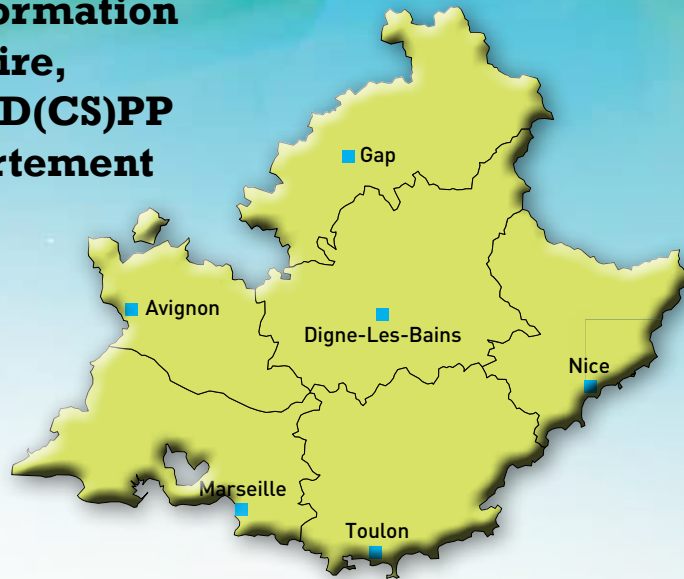 ormation
ire,
D(CS)PP
rtement
Gap
Avignon
Digne-Les-Bains
Nice
Marseille
Toulon